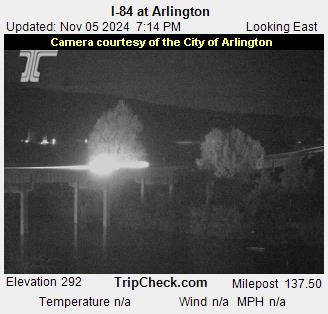 I-84 at Arlington
Updated: Nov 05 2024 7:14 PM Looking East
Camera courtesy of the City of Arlington
Elevation 292 TripCheck.com Milepost 137.50
Temperature n/a Wind n/a MPH n/a